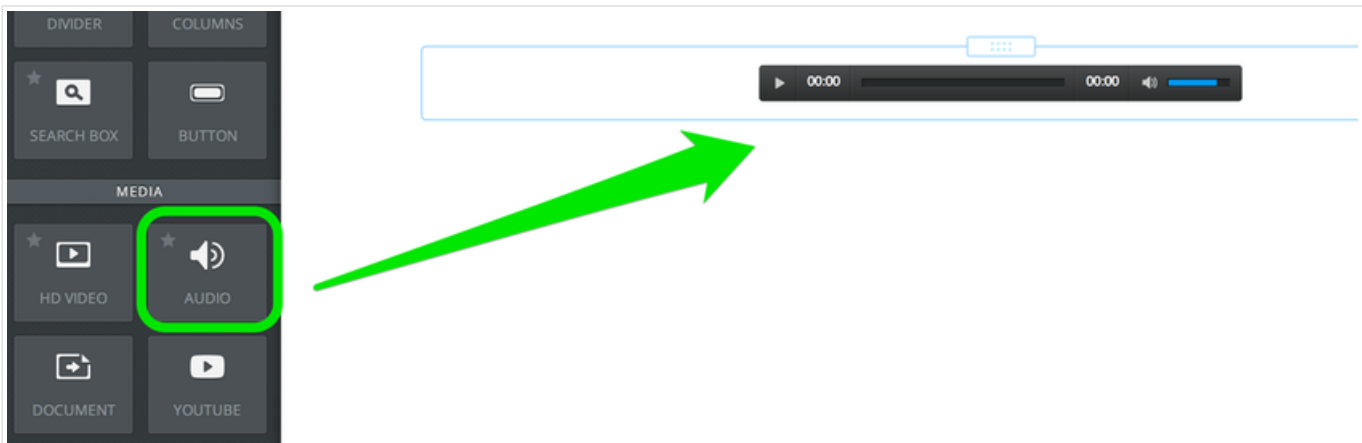 DIVIDER COLUMNS
SEARCH BOX BUTTON
MEDIA
HD VIDEO AUDIO
DOCUMENT YOUTUBE
00:00 00:00